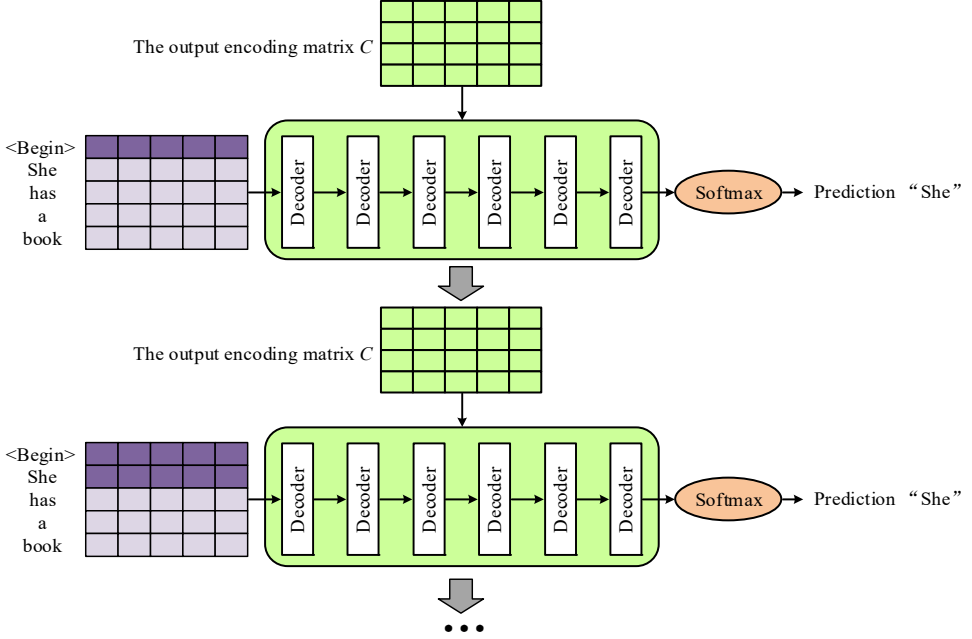 The output encoding matrix C
<Begin>
She
has
a
book
Decoder
Decoder
Decoder
Decoder
Decoder
Decoder
Softmax
Prediction “She”
The output encoding matrix C
<Begin>
She
has
a
book
Decoder
Decoder
Decoder
Decoder
Decoder
Decoder
Softmax
Prediction “She”
•••